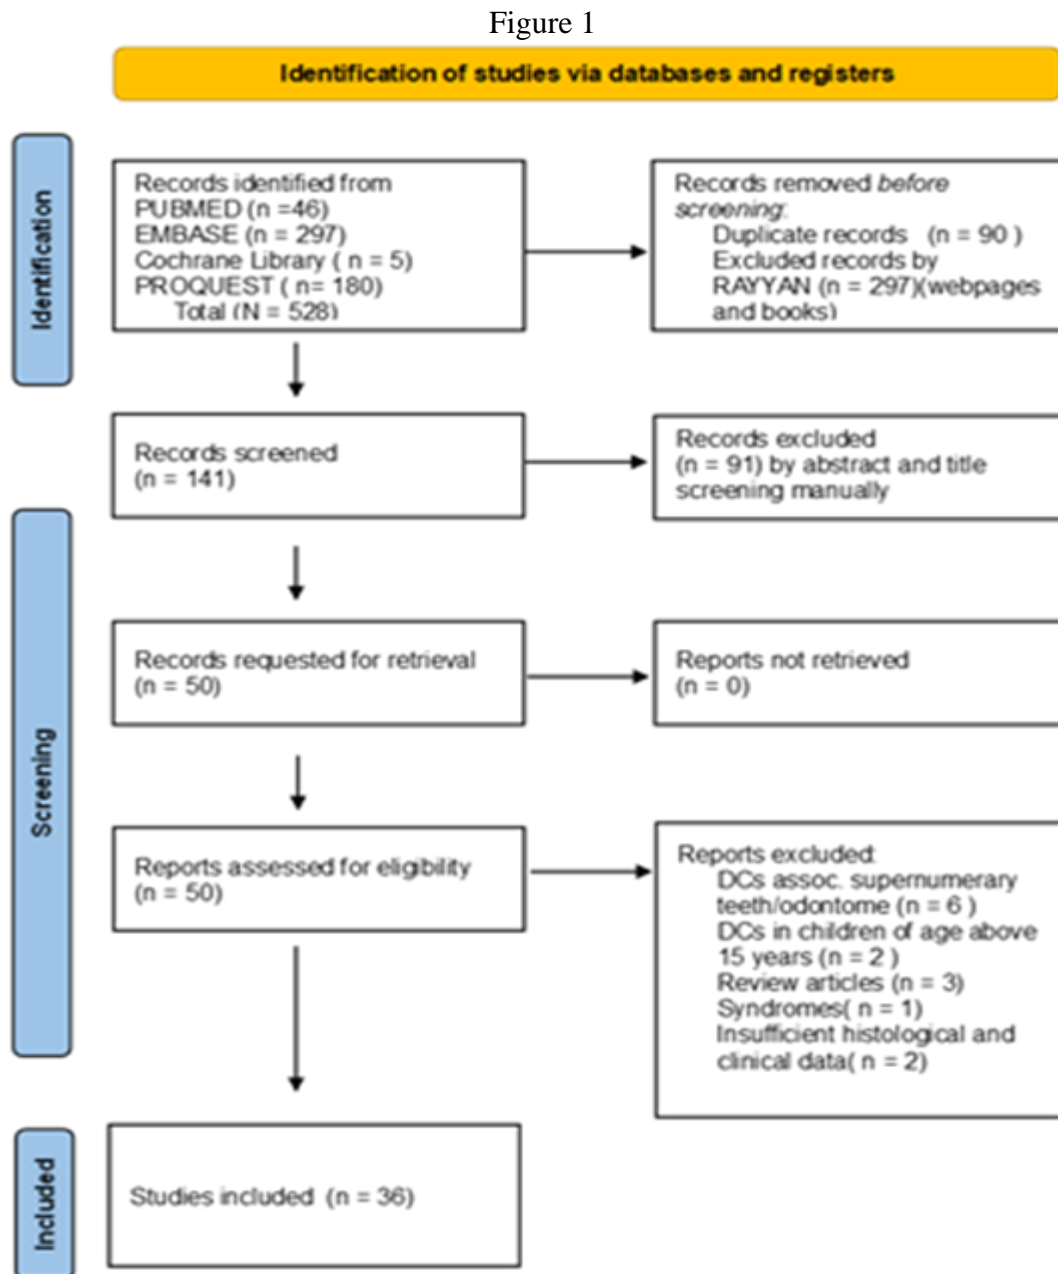 Figure 1
Identification of studies via databases and registers
Identification
Records identified from
PUBMED (n =46)
EMBASE (n = 297)
Cochrane Library ( n = 5)
PROQUEST ( n= 180)
Total (N = 528)
Records removed before
screening:
Duplicate records (n = 90 )
Excluded records by
RAYYAN (n = 297)(webpages
and books)
Records screened
(n = 141)
Records excluded
(n = 91) by abstract and title
screening manually
Screening
Records requested for retrieval
(n = 50)
Reports not retrieved
(n = 0)
Reports assessed for eligibility
(n = 50)
Reports excluded:
DCs assoc. supernumerary
teeth/odontome (n = 6 )
DCs in children of age above
15 years (n = 2 )
Review articles (n = 3)
Syndromes( n = 1)
Insufficient histological and
clinical data( n = 2)
Included
Studies included (n = 36)